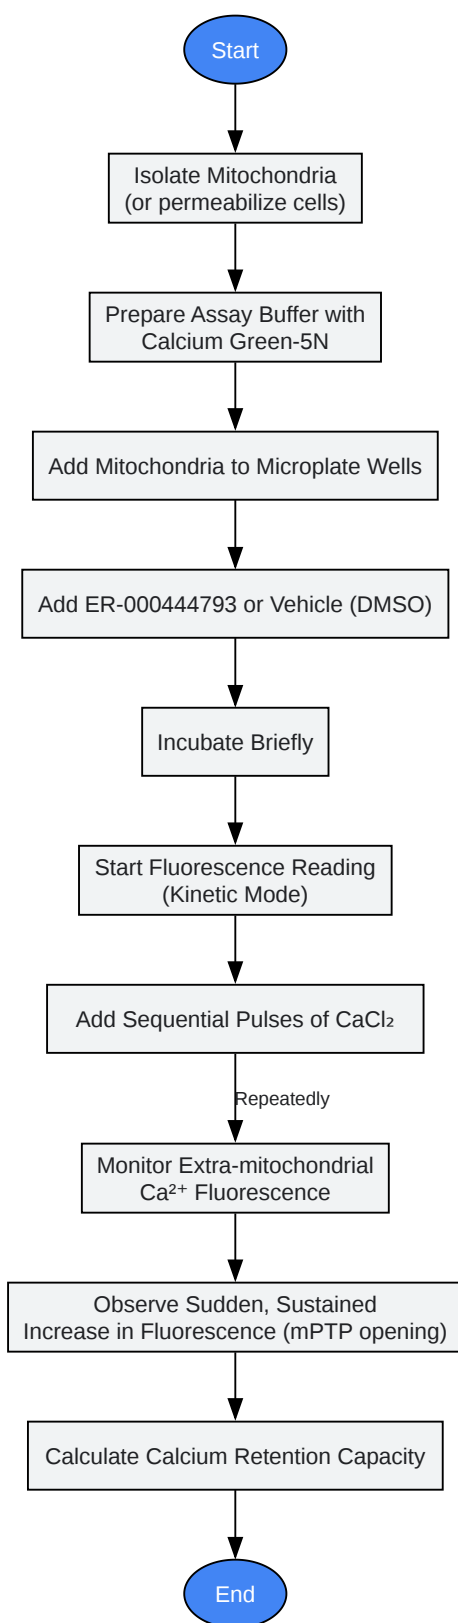 Start
Isolate Mitochondria
(or permeabilize cells)
Prepare Assay Buffer with
Calcium Green-5N
Add Mitochondria to Microplate Wells
Add ER-000444793 or Vehicle (DMSO)
Incubate Briefly
Start Fluorescence Reading
(Kinetic Mode)
Add Sequential Pulses of CaCl₂
Repeatedly
Monitor Extra-mitochondrial
Ca²⁺ Fluorescence
Observe Sudden, Sustained
Increase in Fluorescence (mPTP opening)
Calculate Calcium Retention Capacity
End